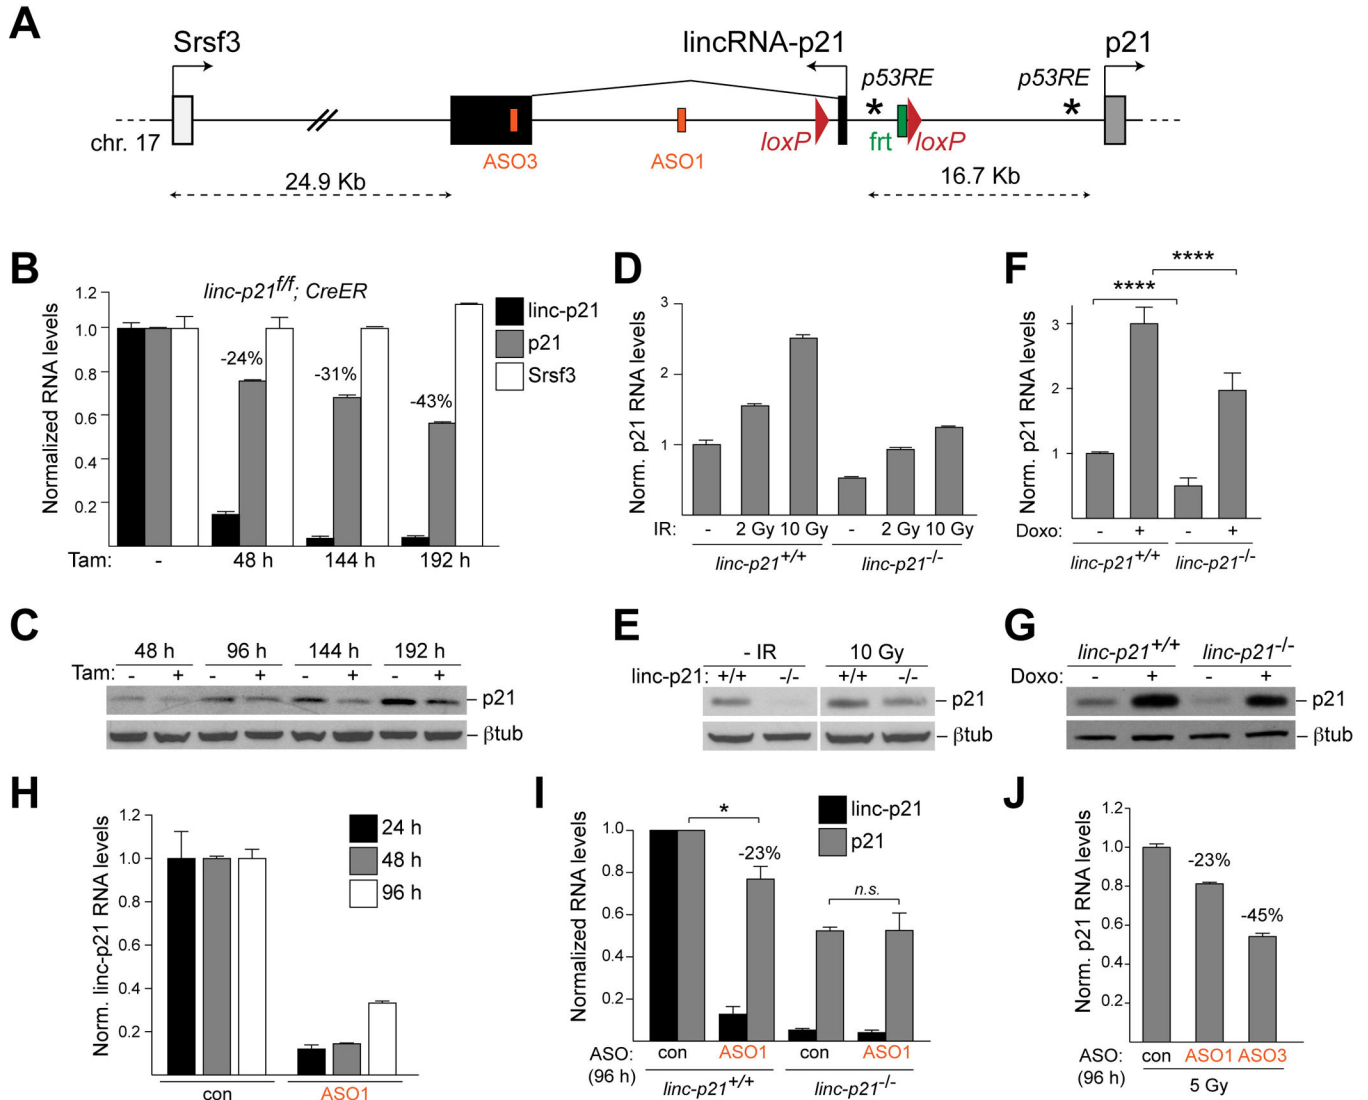 A
Srsf3
lincRNA-p21
p21
p53RE
p53RE
*
*
chr. 17
ASO3
ASO1
loxP
frt
loxP
24.9 Kb
16.7 Kb
B
linc-p21f/f; CreER
Normalized RNA levels
1.2
1.0
0.8
0.6
0.4
0.2
-24%
-31%
-43%
linc-p21
p21
Srsf3
Tam: - 48 h 144 h 192 h
D
Norm. p21 RNA levels
3
2
1
IR: - 2 Gy 10 Gy - 2 Gy 10 Gy
linc-p21+/+ linc-p21-/-
F
**** 
****
Norm. p21 RNA levels
3
2
1
Doxo: - + - +
linc-p21+/+ linc-p21-/-
C
48 h 96 h 144 h 192 h
Tam: - + - + - + - +
p21
βtub
E
- IR 10 Gy
linc-p21: +/+ -/- +/+ -/-
p21
βtub
G
linc-p21+/+ linc-p21-/-
Doxo: - + - +
p21
βtub
H
Norm. linc-p21 RNA levels
1.2
1.0
0.8
0.6
0.4
0.2
24 h
48 h
96 h
con ASO1
I
Normalized RNA levels
1.0
0.8
0.6
0.4
0.2
*
-23%
n.s.
linc-p21
p21
ASO: con ASO1 con ASO1
(96 h) linc-p21+/+ linc-p21-/-
J
Norm. p21 RNA levels
1.2
1.0
0.8
0.6
0.4
0.2
-23%
-45%
ASO: con ASO1 ASO3
(96 h) 5 Gy